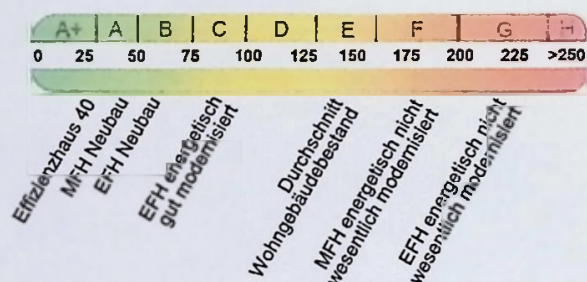 A+ A B C D E F G H
0 25 50 75 100 125 150 175 200 225 >250
Effizienzhaus 40
MFH Neubau
EFH Neubau
EFH energetisch
gut modernisiert
Durchschnitt
Wohngebäudebestand
MFH energetisch nicht
wesentlich modernisiert
EFH energetisch nicht
wesentlich modernisiert